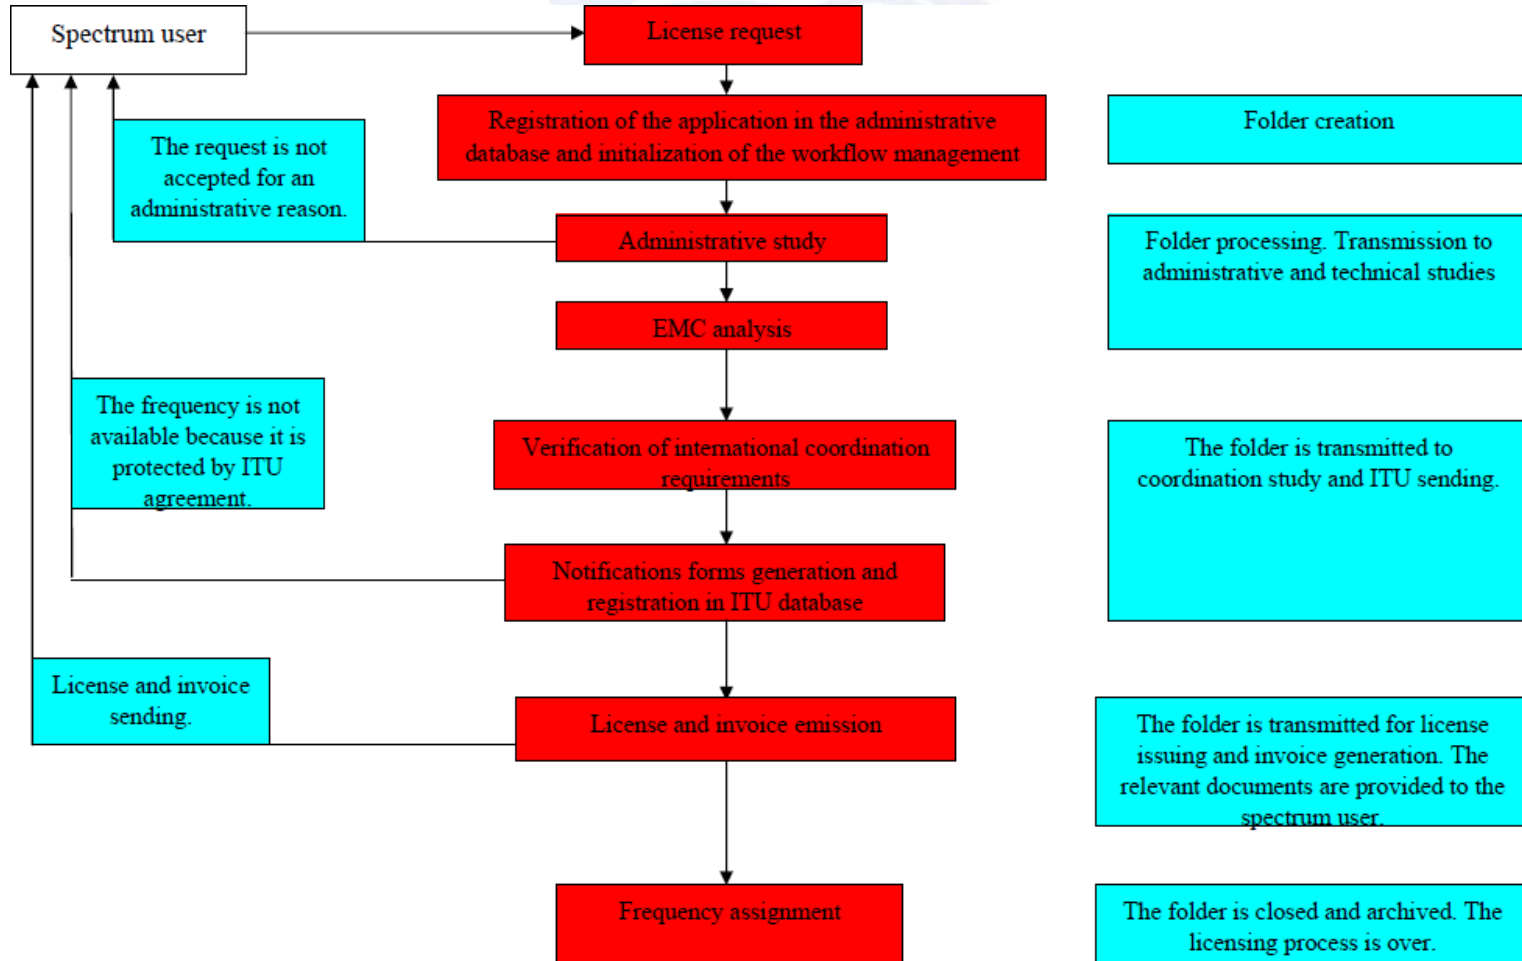 Spectrum user
License request
Registration of the application in the administrative
database and initialization of the workflow management
Folder creation
The request is not
accepted for an
administrative reason.
Administrative study
Folder processing. Transmission to
administrative and technical studies
EMC analysis
The frequency is not
available because it is
protected by ITU
agreement.
Verification of international coordination
requirements
The folder is transmitted to
coordination study and ITU sending.
Notifications forms generation and
registration in ITU database
License and invoice
sending.
License and invoice emission
The folder is transmitted for license
issuing and invoice generation. The
relevant documents are provided to the
spectrum user.
Frequency assignment
The folder is closed and archived. The
licensing process is over.